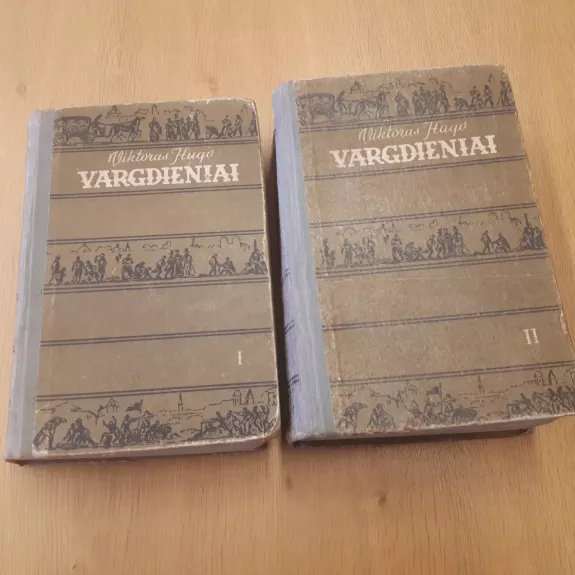 Viktoras Hugo
VARGDIENIAI
I
Viktoras Hugo
VARGDIENIAI
II